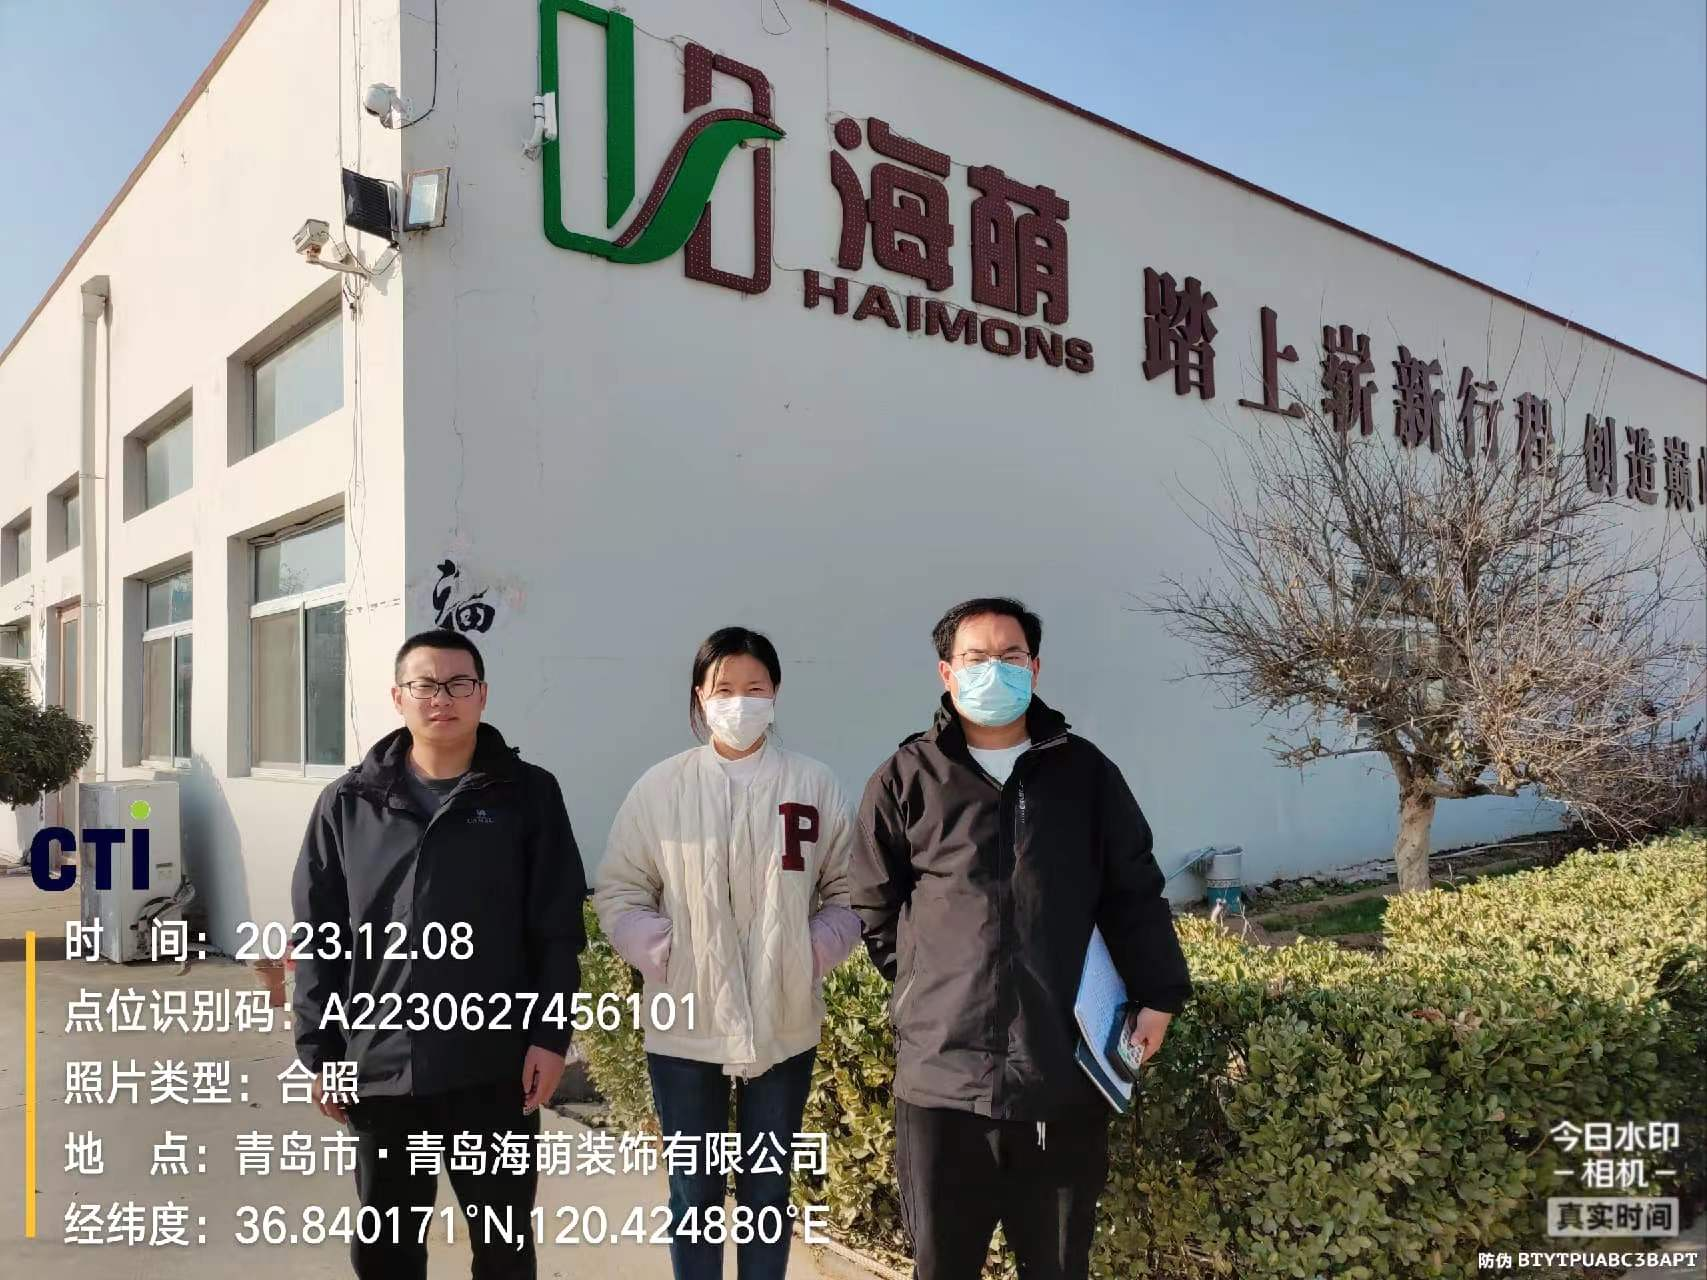 海萌
HAIMONS
踏上崭新行程 创造巅
福
CAMEL
P
CTI
时 间：2023.12.08
点位识别码：A2230627456101
照片类型：合照
地 点：青岛市·青岛海萌装饰有限公司
经纬度：36.840171°N,120.424880°E
今日水印
相机
真实时间
防伪 BTYTPUABC3BAPT